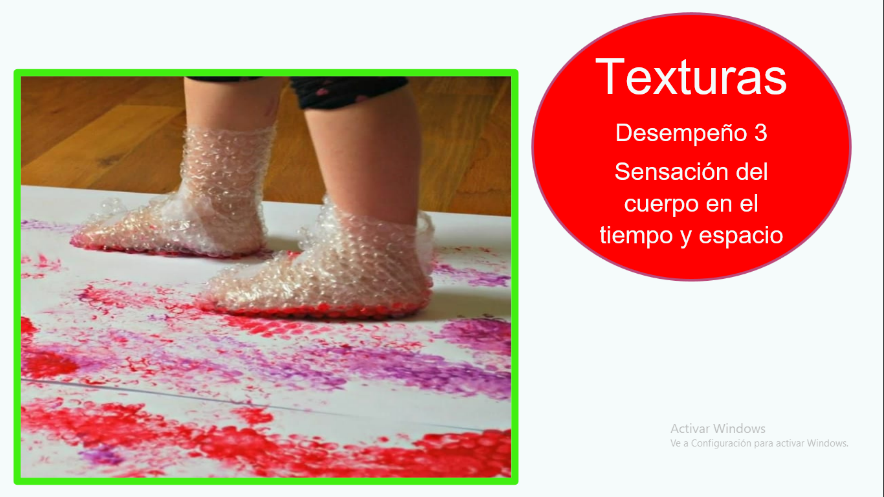 Texturas
Desempeño 3
Sensación del
cuerpo en el
tiempo y espacio
Activar Windows
Ve a Configuración para activar Windows.